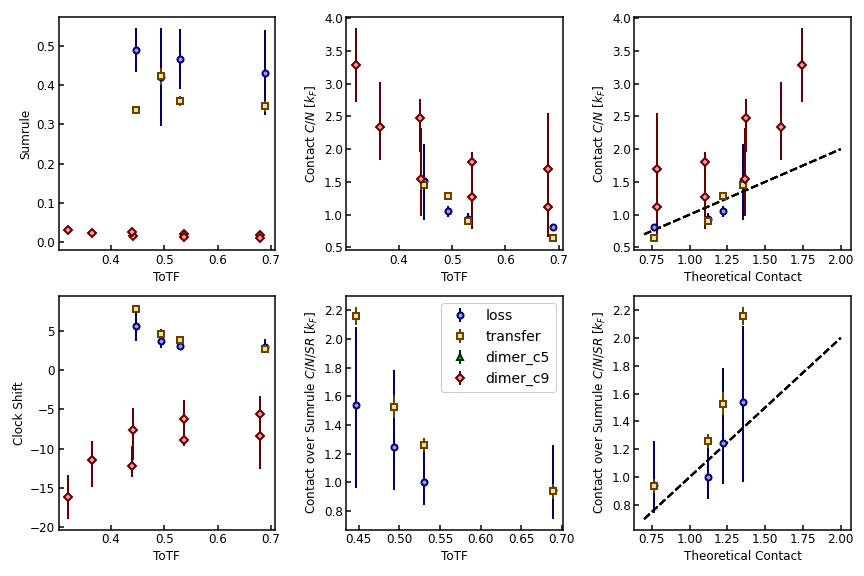 0.5
0.4
0.3
0.2
0.1
0.0
Sumrule
0.4 0.5 0.6 0.7
ToTF
4.0
3.5
3.0
2.5
2.0
1.5
1.0
0.5
Contact C/N [k_F]
0.4 0.5 0.6 0.7
ToTF
4.0
3.5
3.0
2.5
2.0
1.5
1.0
0.5
Contact C/N [k_F]
0.75 1.00 1.25 1.50 1.75 2.00
Theoretical Contact
5
0
−5
−10
−15
−20
Clock Shift
0.4 0.5 0.6 0.7
ToTF
2.2
2.0
1.8
1.6
1.4
1.2
1.0
0.8
Contact over Sumrule C/N/SR [k_F]
loss
transfer
dimer_c5
dimer_c9
0.45 0.50 0.55 0.60 0.65 0.70
ToTF
2.2
2.0
1.8
1.6
1.4
1.2
1.0
0.8
Contact over Sumrule C/N/SR [k_F]
0.75 1.00 1.25 1.50 1.75 2.00
Theoretical Contact